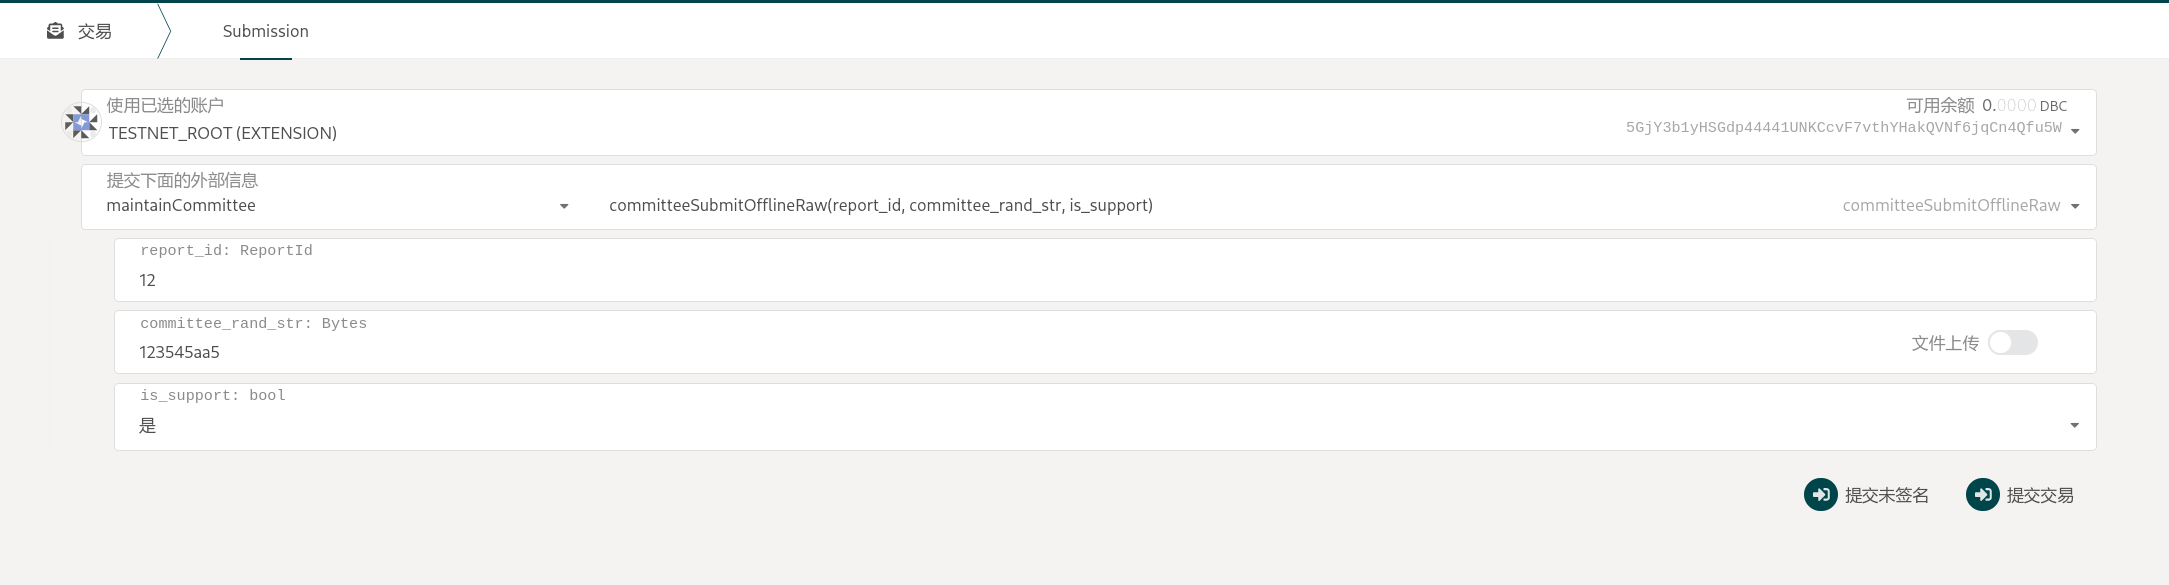 交易
Submission
使用已选的账户
可用余额 0.0000 DBC
TESTNET_ROOT (EXTENSION)
5GjY3b1yHSGdp44441UNKCcvF7vthYHakQVNf6jqCn4Qfu5W
提交下面的外部信息
maintainCommittee
committeeSubmitOfflineRaw(report_id, committee_rand_str, is_support)
committeeSubmitOfflineRaw
report_id: ReportId
12
committee_rand_str: Bytes
123545aa5
文件上传
is_support: bool
是
提交未签名
提交交易